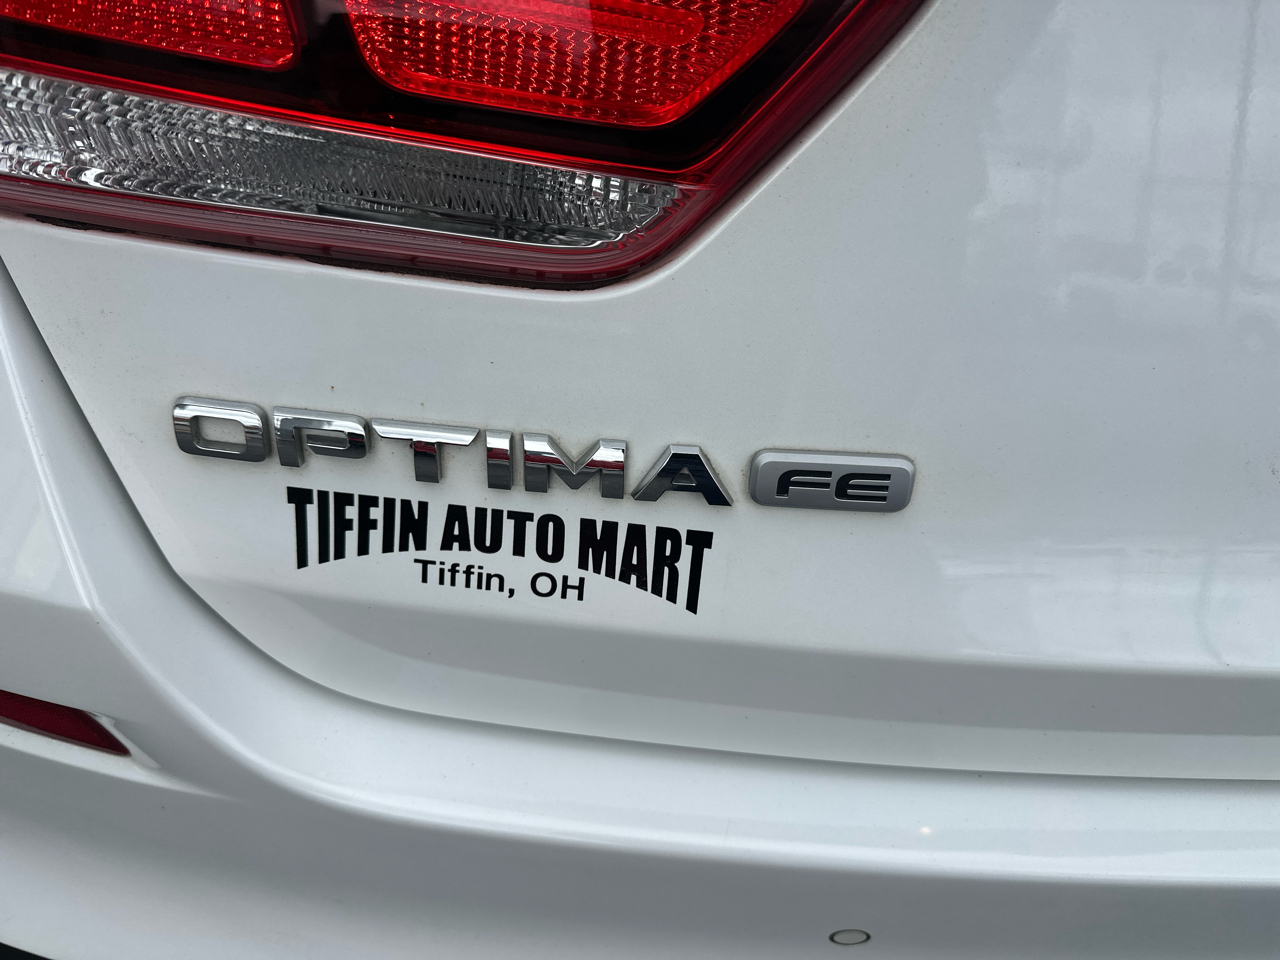 OPTIMA FE
TIFFIN AUTO MART
Tiffin, OH